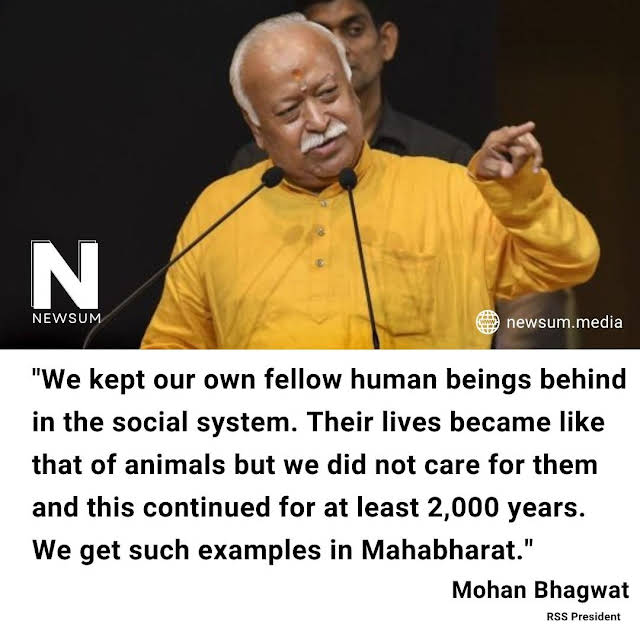 N
NEWSUM
www
newsum.media
"We kept our own fellow human beings behind
in the social system. Their lives became like
that of animals but we did not care for them
and this continued for at least 2,000 years.
We get such examples in Mahabharat."
Mohan Bhagwat
RSS President